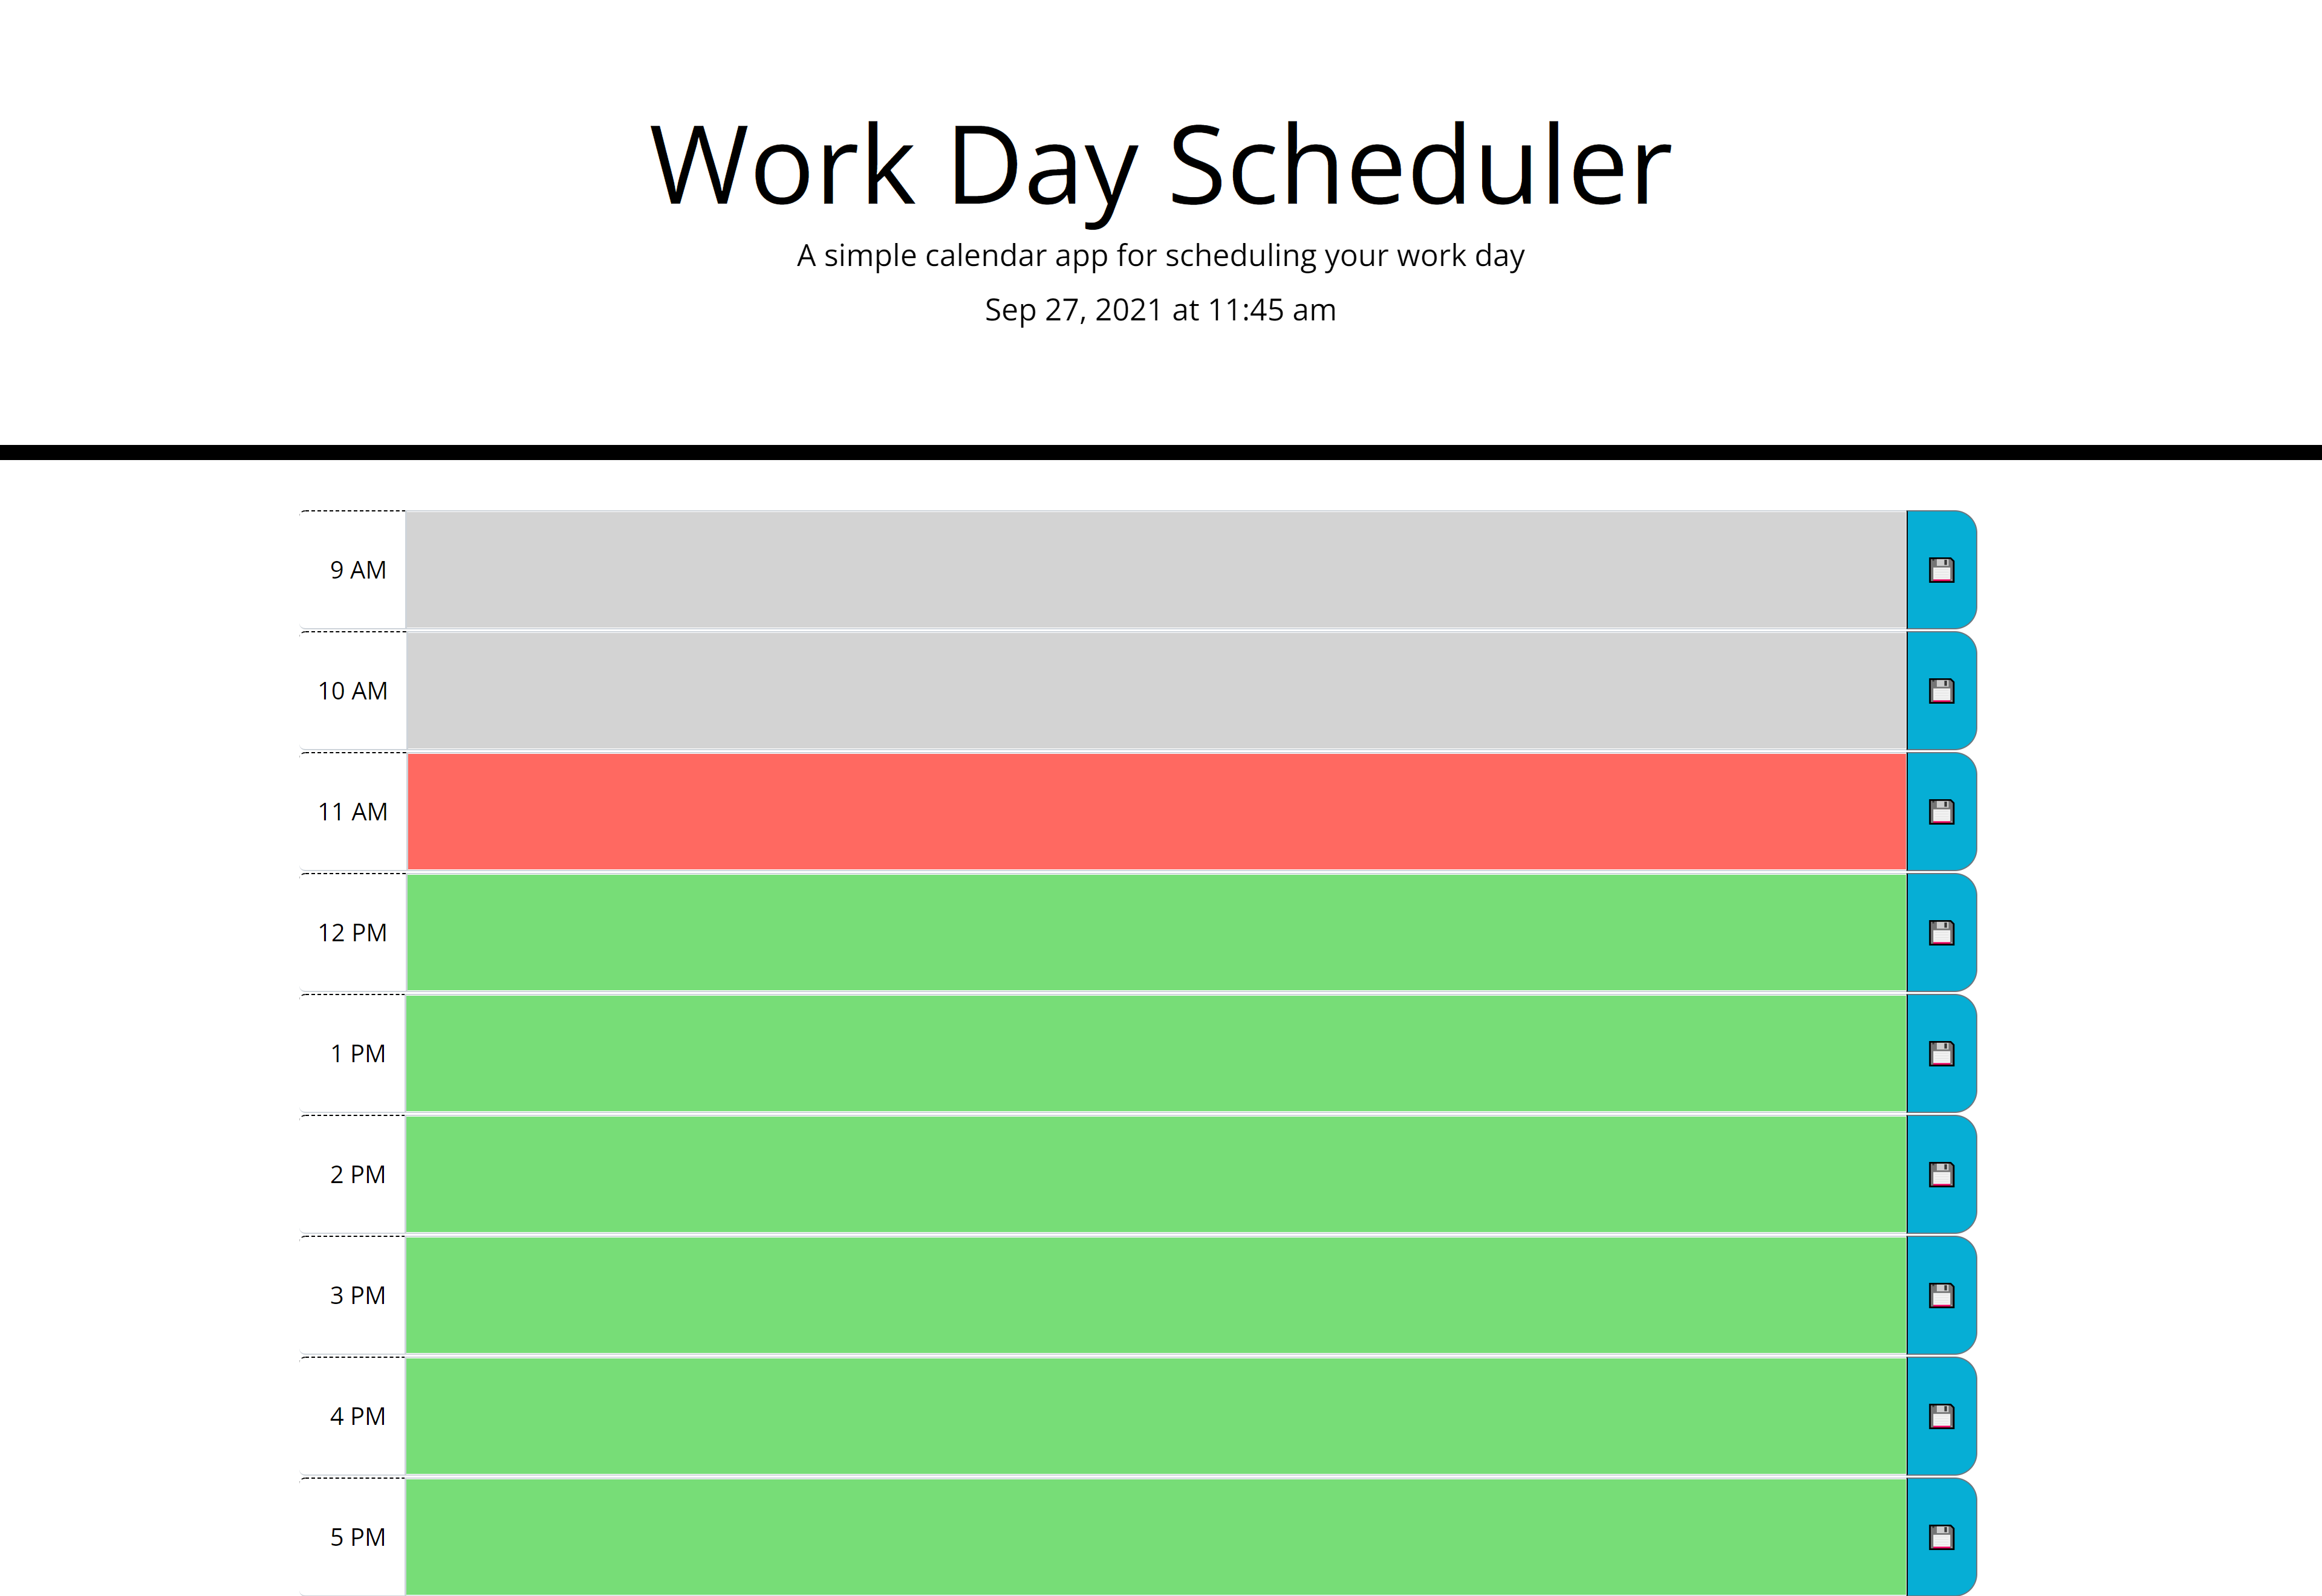 Work Day Scheduler
A simple calendar app for scheduling your work day
Sep 27, 2021 at 11:45 am
9 AM
10 AM
11 AM
12 PM
1 PM
2 PM
3 PM
4 PM
5 PM